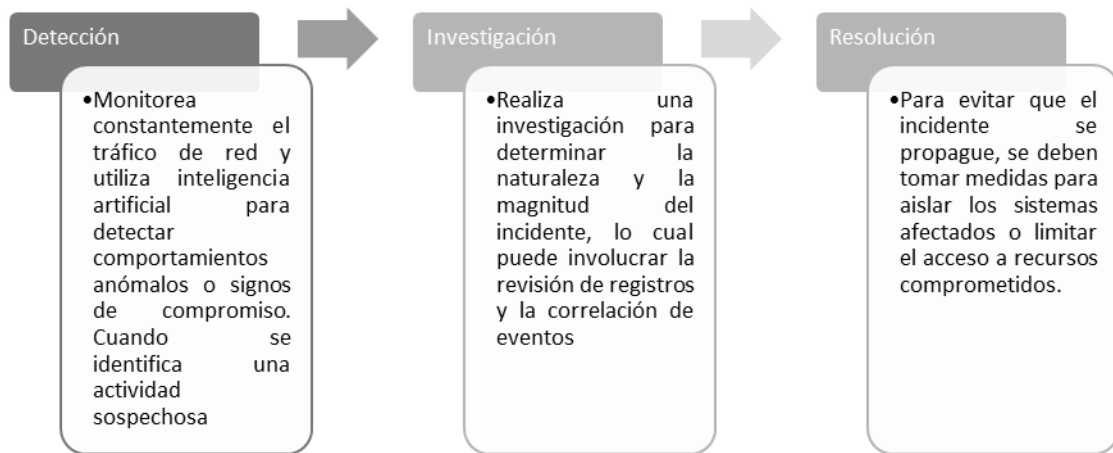 Detección
•Monitorea
constantemente el
tráfico de red y
utiliza inteligencia
artificial para
detectar
comportamientos
anómalos o signos
de compromiso.
Cuando se
identifica una
actividad
sospechosa
Investigación
•Realiza una
investigación para
determinar la
naturaleza y la
magnitud del
incidente, lo cual
puede involucrar la
revisión de registros
y la correlación de
eventos
Resolución
•Para evitar que el
incidente se
propague, se deben
tomar medidas para
aislar los sistemas
afectados o limitar
el acceso a recursos
comprometidos.